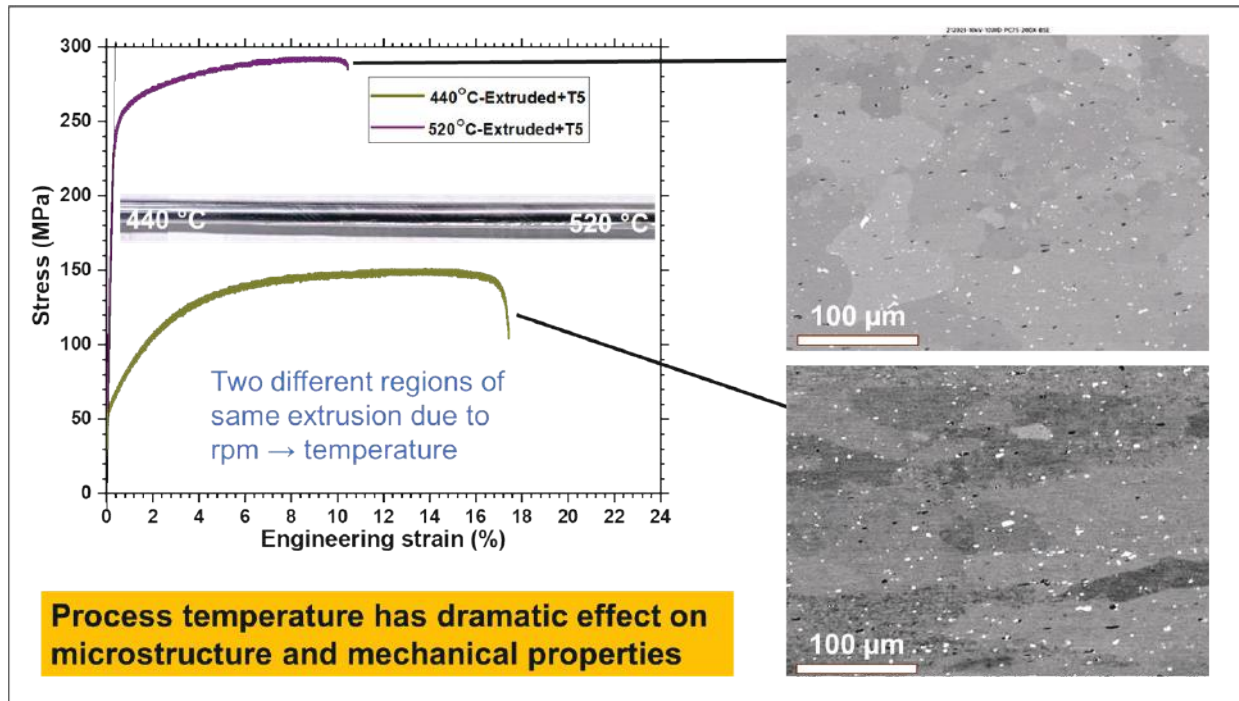 300
250
200
150
100
50
0
Stress (MPa)
440°C-Extruded+T5
520°C-Extruded+T5
440 °C
520 °C
Two different regions of
same extrusion due to
rpm → temperature
0 2 4 6 8 10 12 14 16 18 20 22 24
Engineering strain (%)
100 µm
100 µm
Process temperature has dramatic effect on
microstructure and mechanical properties